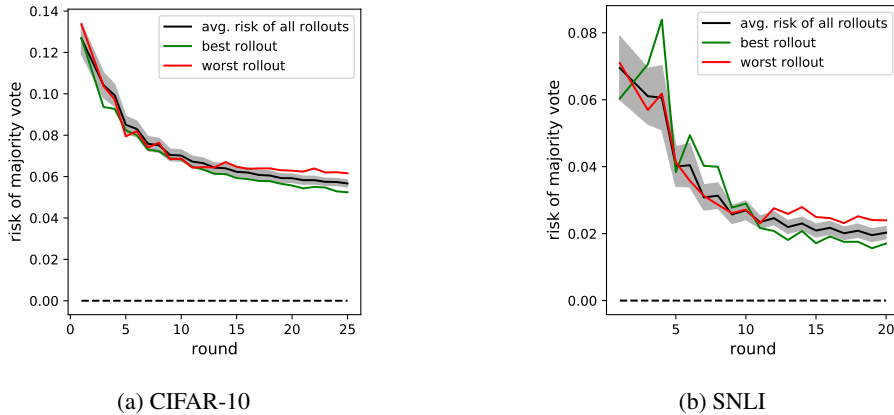 0.14
0.12
0.10
0.08
0.06
0.04
0.02
0.00
risk of majority vote
avg. risk of all rollouts
best rollout
worst rollout
0 5 10 15 20 25
round
(a) CIFAR-10
0.08
0.06
0.04
0.02
0.00
risk of majority vote
avg. risk of all rollouts
best rollout
worst rollout
5 10 15 20
round
(b) SNLI